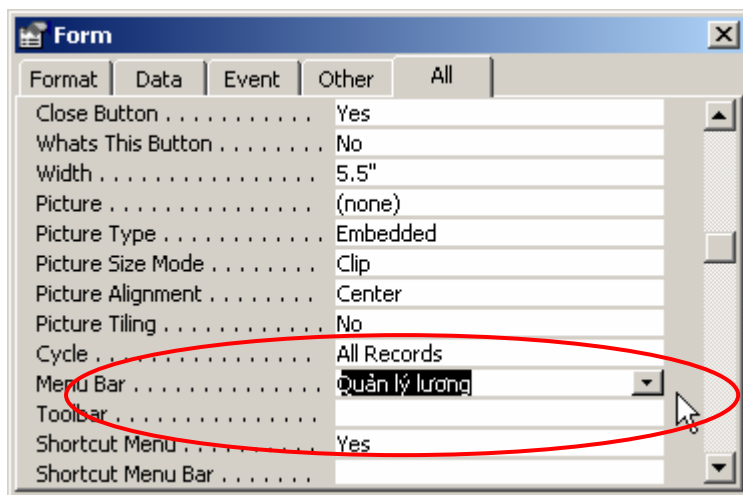 Form
Format Data Event Other All
Close Button . . . . . . . . . . . Yes
Whats This Button . . . . . . . . No
Width . . . . . . . . . . . . . . . . 5.5"
Picture . . . . . . . . . . . . . . . (none)
Picture Type . . . . . . . . . . . . Embedded
Picture Size Mode . . . . . . . . Clip
Picture Alignment . . . . . . . . Center
Picture Tiling . . . . . . . . . . . . No
Cycle . . . . . . . . . . . . . . . . All Records
Menu Bar . . . . . . . . . . . . . . Quản lý lương
Toolbar . . . . . . . . . . . . . . .
Shortcut Menu . . . . . . . . . . Yes
Shortcut Menu Bar . . . . . . .